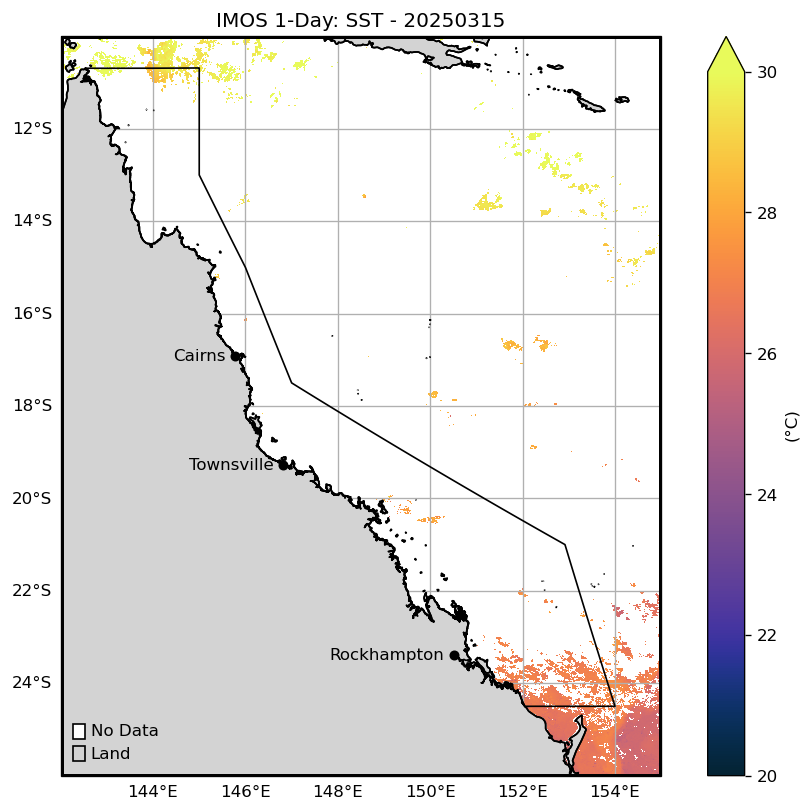 IMOS 1-Day: SST - 20250315
30
12°S
14°S
28
16°S
Cairns
26
18°S
(°C)
Townsville
20°S
24
22°S
22
Rockhampton
24°S
No Data
Land
20
144°E 146°E 148°E 150°E 152°E 154°E